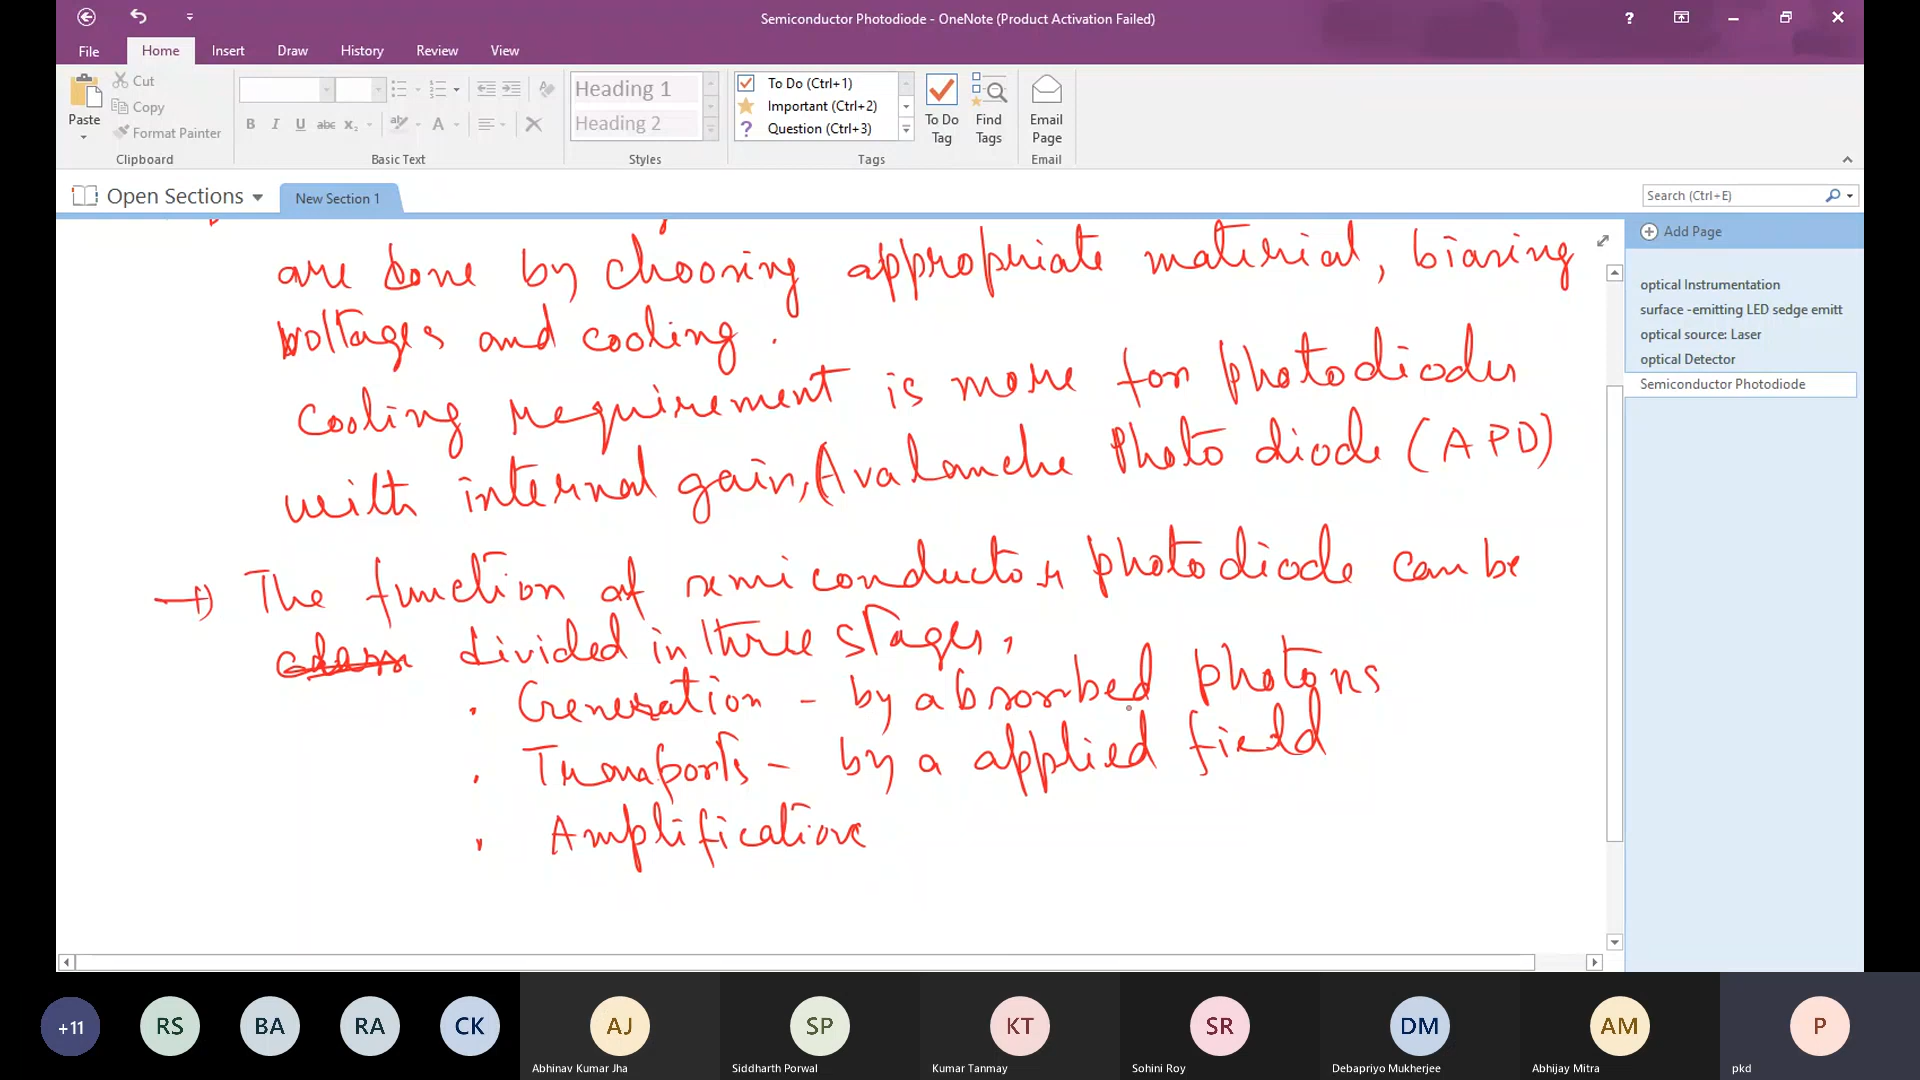 Semiconductor Photodiode - OneNote (Product Activation Failed)
?
File
Home
Insert
Draw
History
Review
View
Paste
Cut
Copy
Format Painter
Clipboard
B I U abc x₂ A
Basic Text
Heading 1
Heading 2
Styles
To Do (Ctrl+1)
Important (Ctrl+2)
? Question (Ctrl+3)
Tags
To Do
Tag
Find
Tags
Email
Page
Email
Open Sections
New Section 1
Search (Ctrl+E)
Add Page
optical Instrumentation
surface -emitting LED sedge emitt
optical source: Laser
optical Detector
Semiconductor Photodiode
are done by choosing appropriate material, biasing
voltages and cooling.
cooling requirement is more for photodiodes
with internal gain, (Avalanche Photo diode (APD)
→ The function of semiconductor photodiode can be
divided in three stages,
. Generation - by absorbed photons
. Transports - by a applied field
. Amplification
+11
RS
BA
RA
CK
AJ
Abhinav Kumar Jha
SP
Siddharth Porwal
KT
Kumar Tanmay
SR
Sohini Roy
DM
Debapriyo Mukherjee
AM
Abhijay Mitra
P
pkd